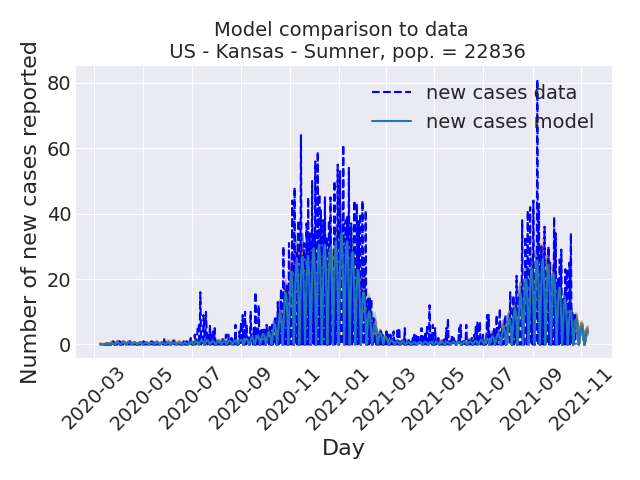 Model comparison to data
US - Kansas - Sumner, pop. = 22836
Number of new cases reported
80
60
40
20
0
new cases data
new cases model
2020-03
2020-05
2020-07
2020-09
2020-11
2021-01
2021-03
2021-05
2021-07
2021-09
2021-11
Day